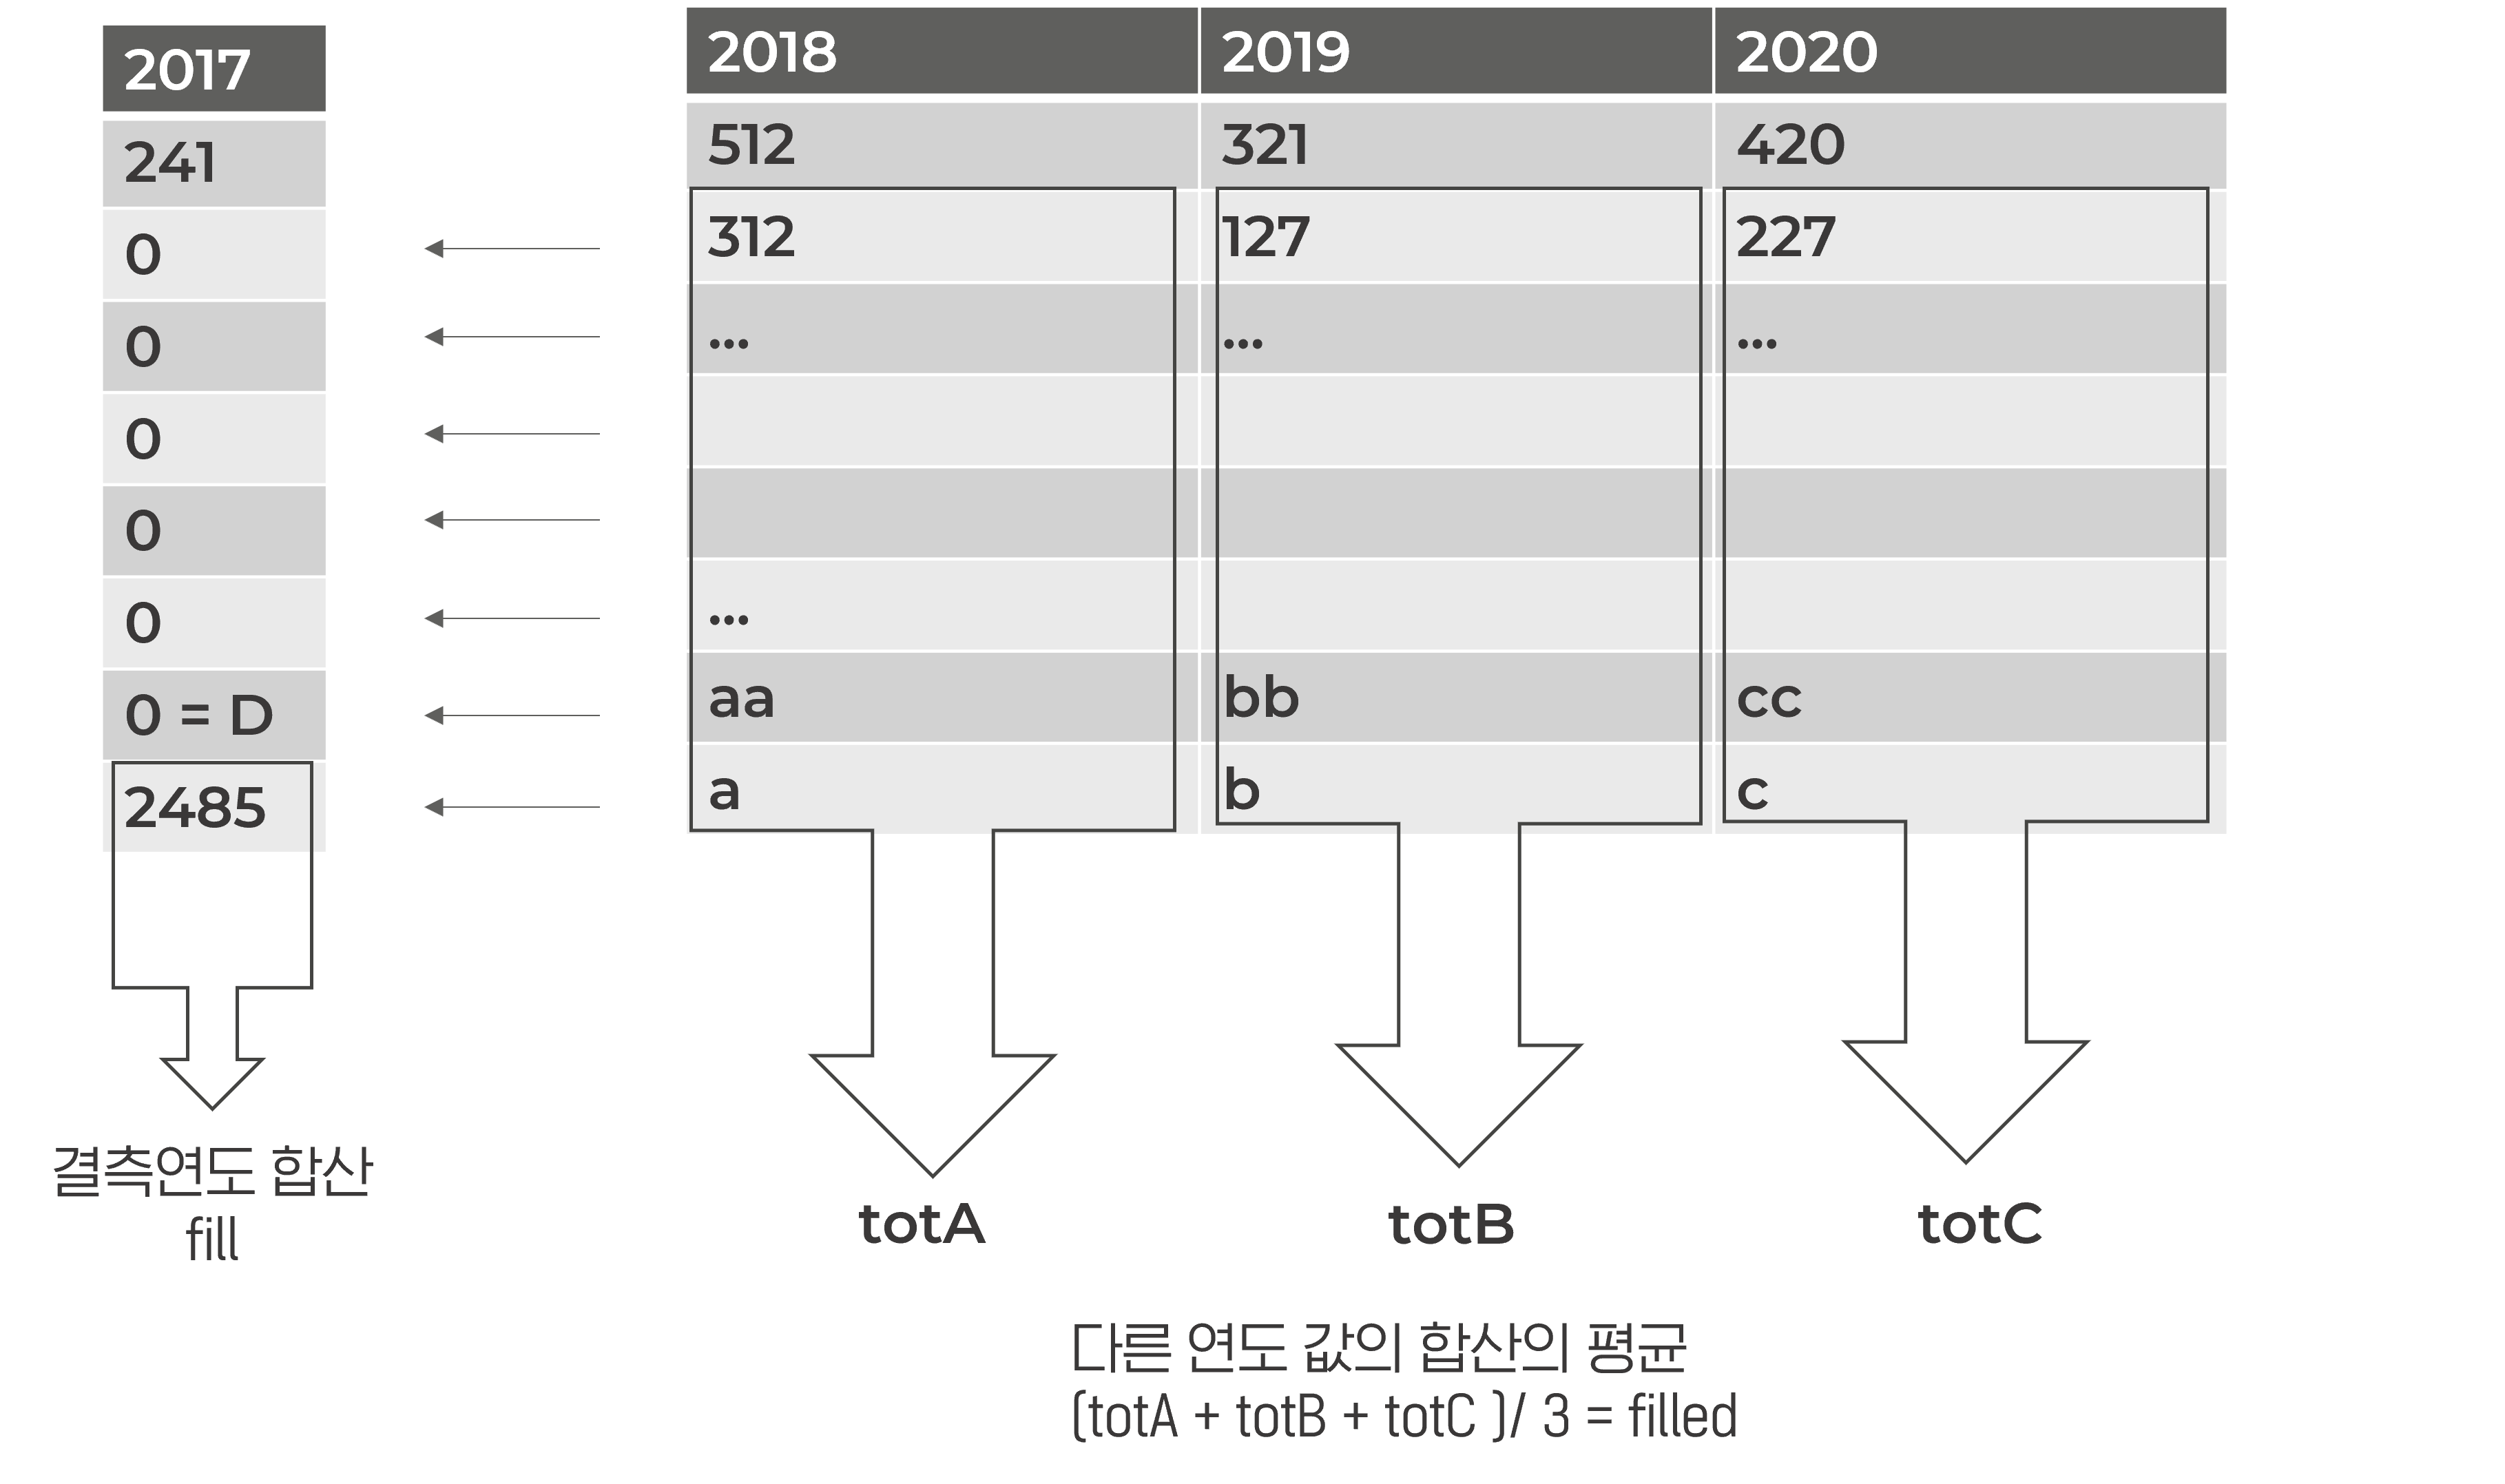 2017
241
0
0
0
0
0
0 = D
2485
결측연도 합산
fill
2018 2019 2020
512 321 420
312 127 227
... ... ...
...
aa bb cc
a b c
totA totB totC
다른 연도 값의 합산의 평균
(totA + totB + totC )/ 3 = filled